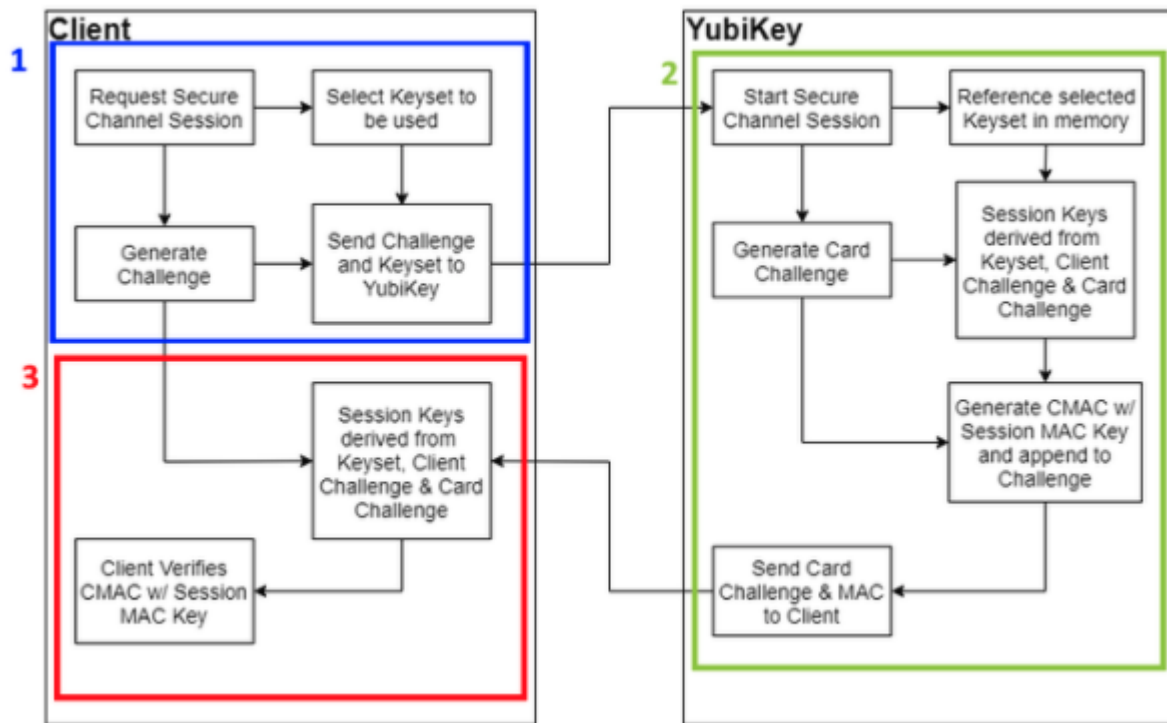 Client
1
Request Secure
Channel Session
Select Keyset to
be used
Generate
Challenge
Send Challenge
and Keyset to
YubiKey
3
Session Keys
derived from
Keyset, Client
Challenge & Card
Challenge
Client Verifies
CMAC w/ Session
MAC Key
YubiKey
2
Start Secure
Channel Session
Reference selected
Keyset in memory
Generate Card
Challenge
Session Keys
derived from
Keyset, Client
Challenge & Card
Challenge
Generate CMAC w/
Session MAC Key
and append to
Challenge
Send Card
Challenge & MAC
to Client